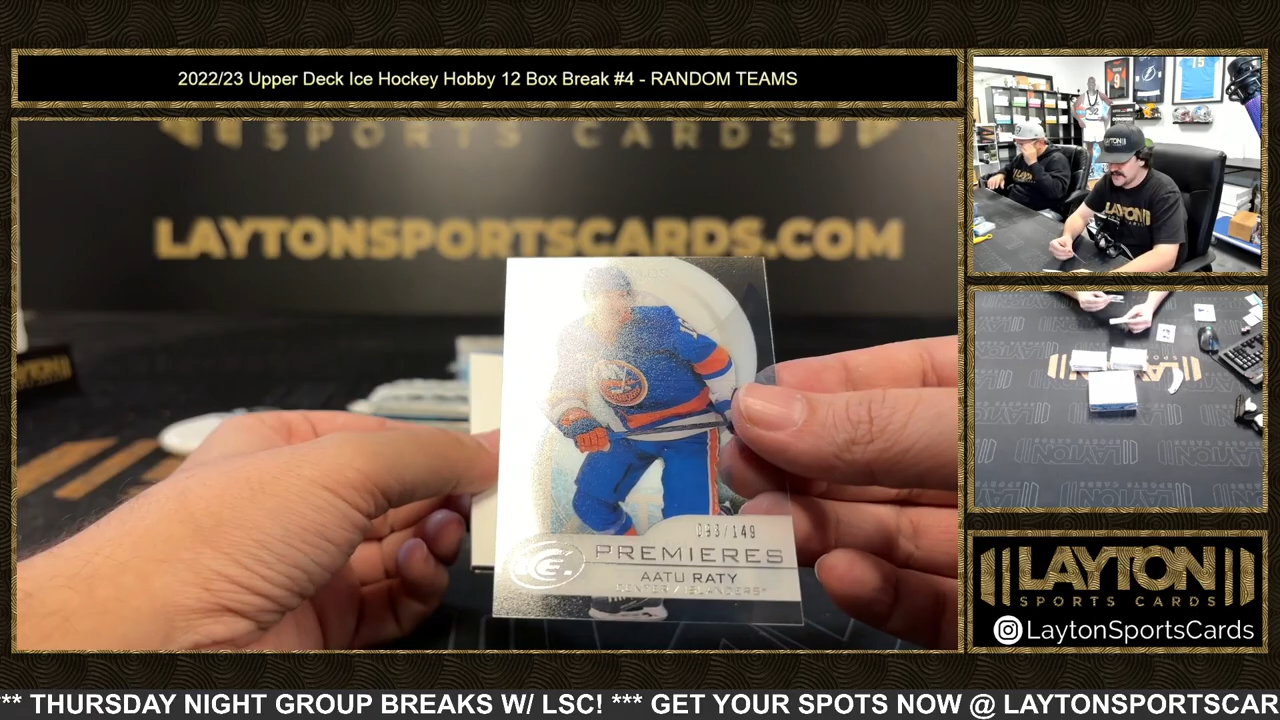 2022/23 Upper Deck Ice Hockey Hobby 12 Box Break #4 - RANDOM TEAMS
SPORTS CARDS
LAYTONSPORTSCARDS.COM
093/149
ICE
PREMIERES
AATU RATY
CENTER / ISLANDERS
LAYTON
LAYTON
SPORTS CARDS
LaytonSportsCards
*** THURSDAY NIGHT GROUP BREAKS W/ LSC! *** GET YOUR SPOTS NOW @ LAYTONSPORTSCAR